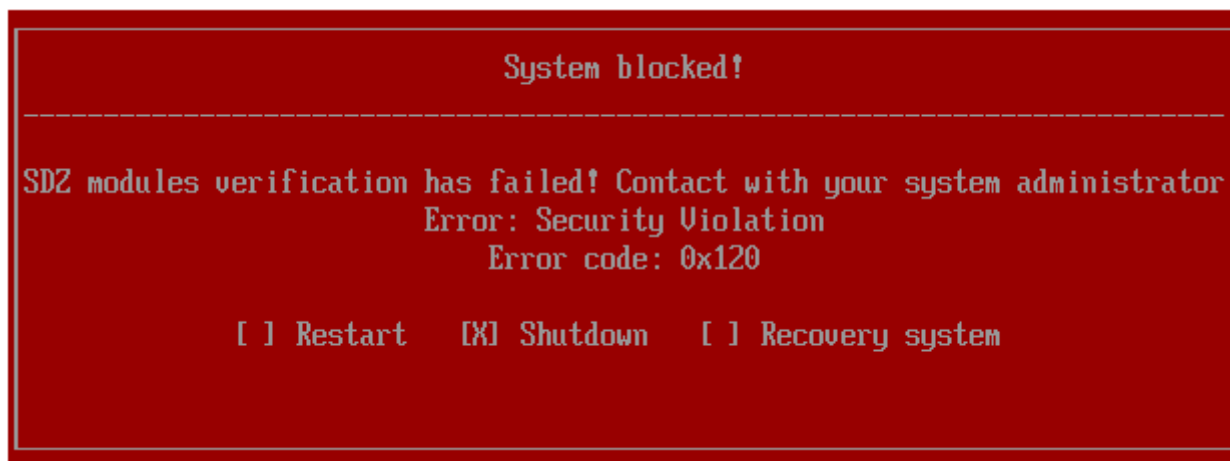 System blocked!
SDZ modules verification has failed! Contact with your system administrator
Error: Security Violation
Error code: 0x120
[ ] Restart [X] Shutdown [ ] Recovery system